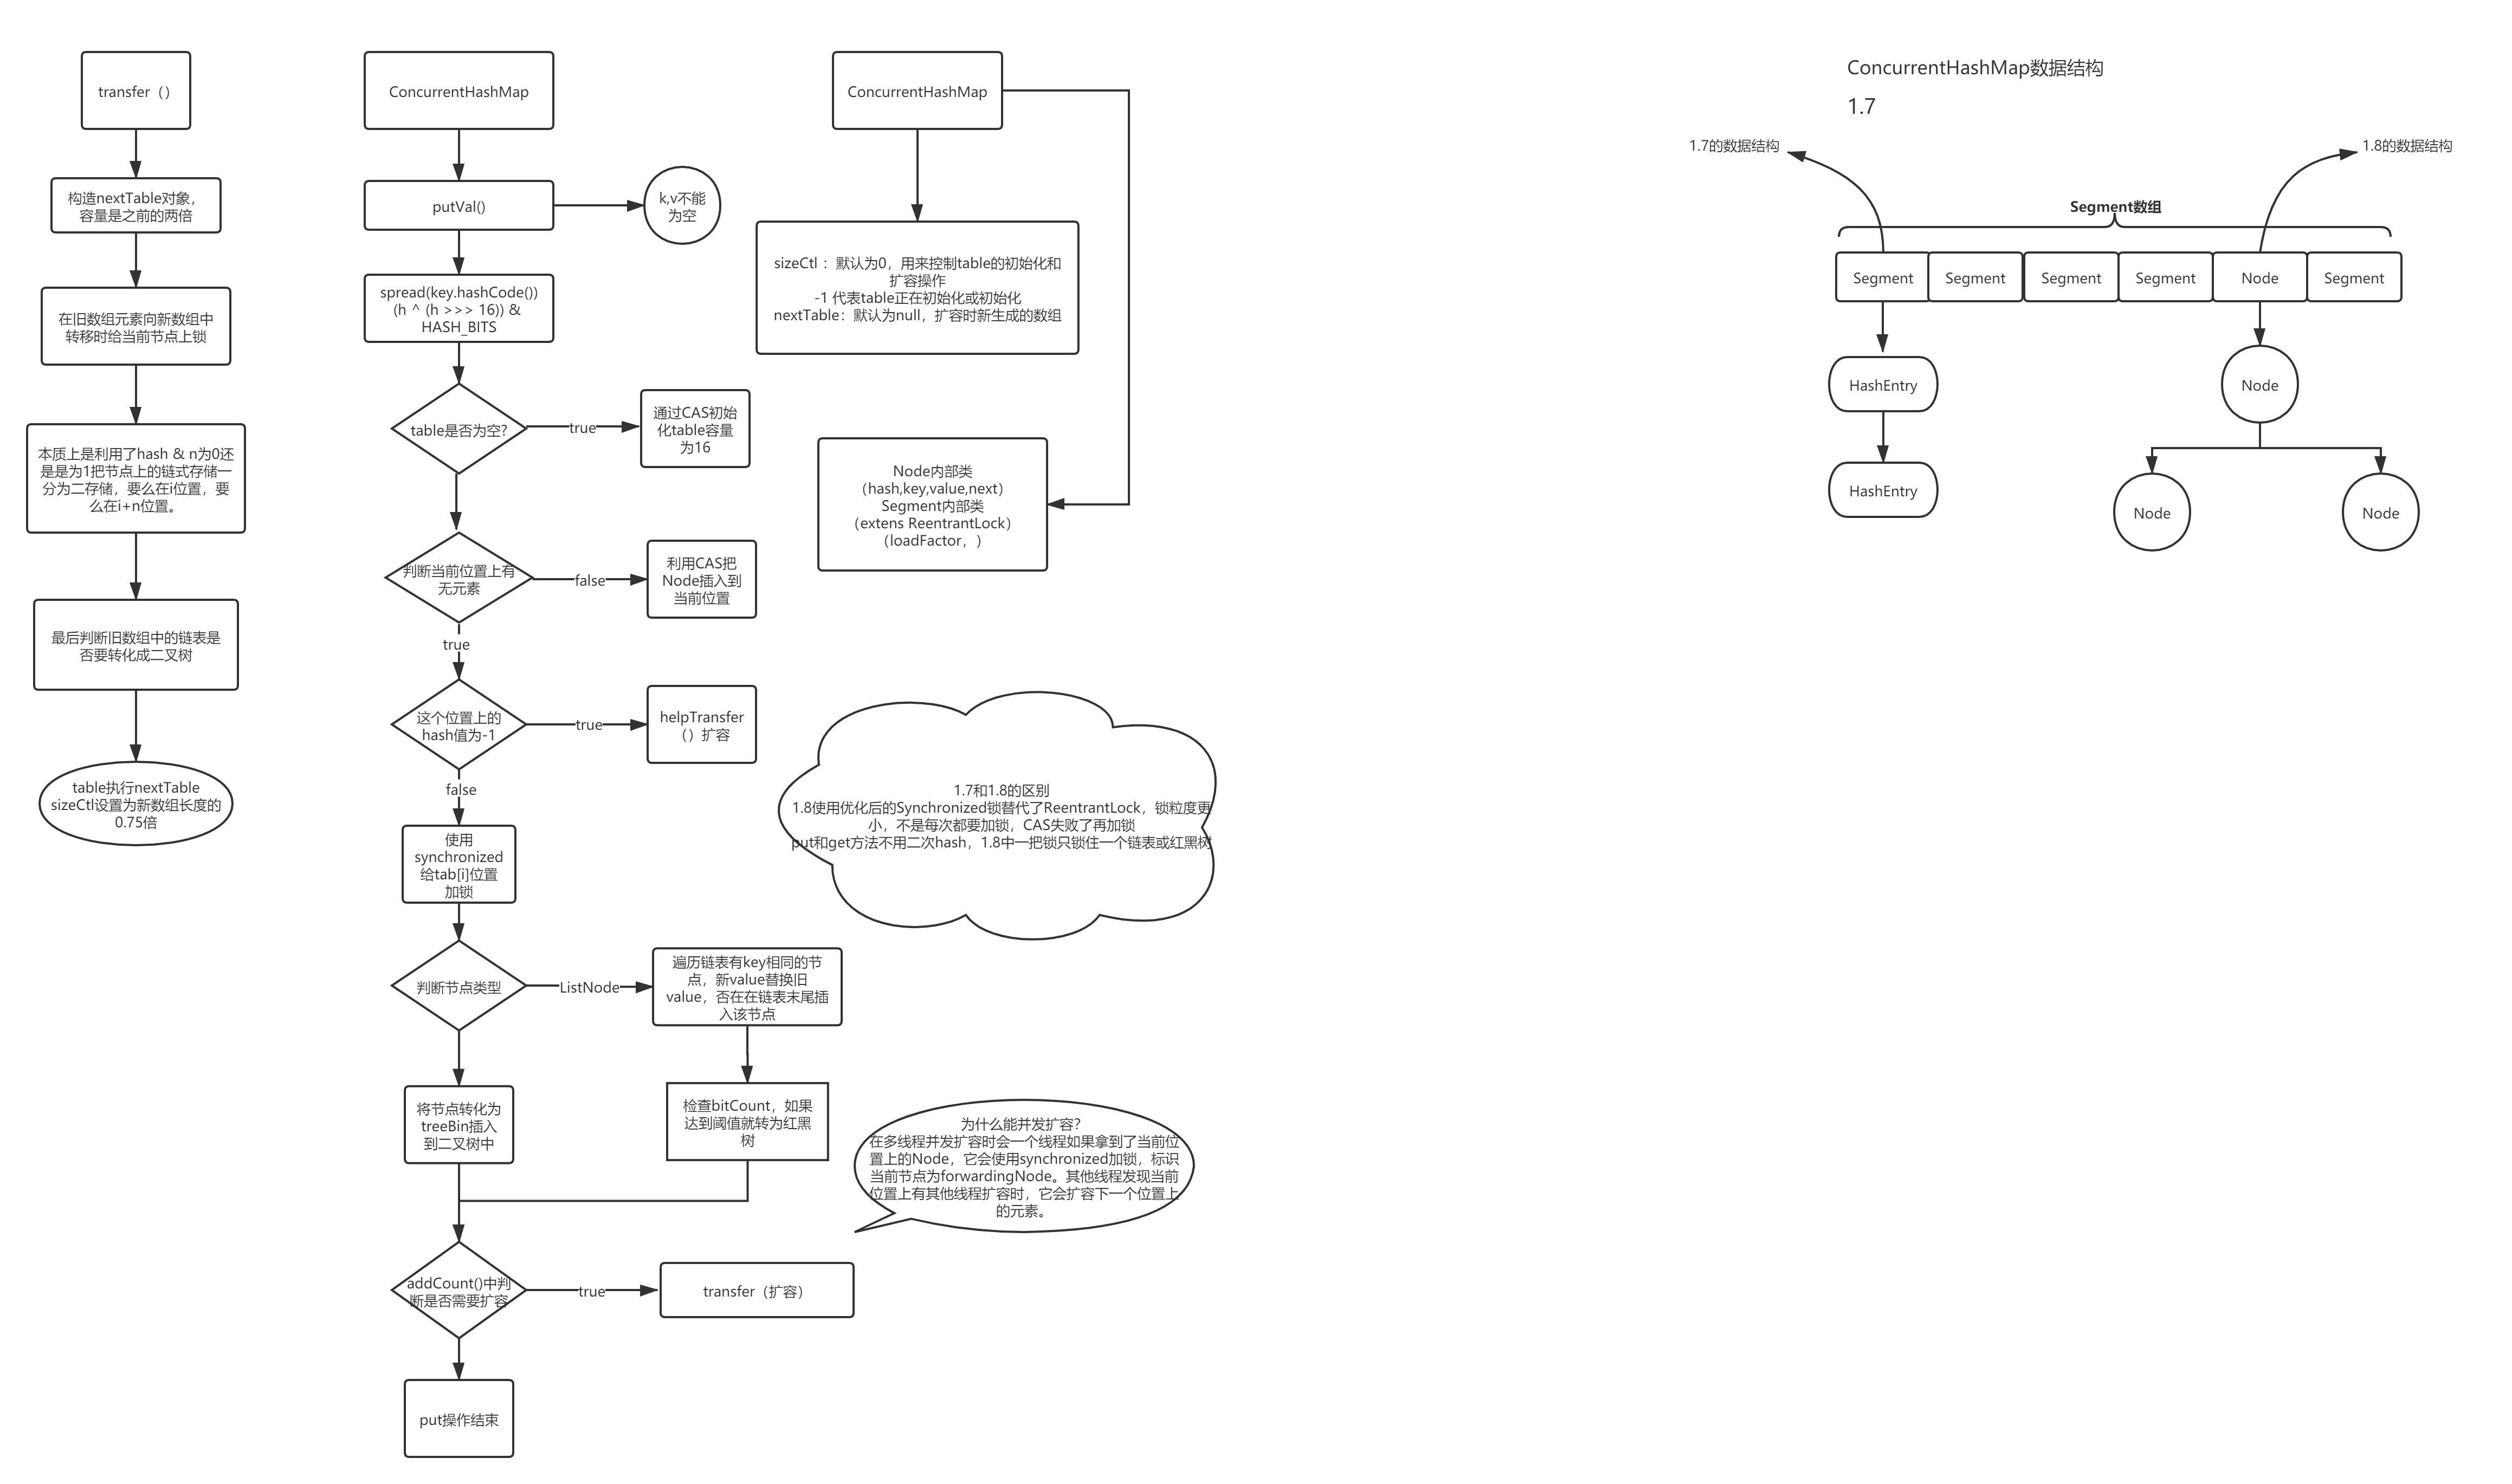 transfer（）
构造nextTable对象，
容量是之前的两倍
在旧数组元素向新数组中
转移时给当前节点上锁
本质上是利用了hash & n为0还
是是为1把节点上的链式存储一
分为二存储，要么在i位置，要
么在i+n位置。
最后判断旧数组中的链表是
否要转化成二叉树
table执行nextTable
sizeCtl设置为新数组长度的
0.75倍
ConcurrentHashMap
putVal()
k,v不能
为空
spread(key.hashCode())
(h ^ (h >>> 16)) &
HASH_BITS
table是否为空?
true
通过CAS初始
化table容量
为16
判断当前位置上有
无元素
false
利用CAS把
Node插入到
当前位置
true
这个位置上的
hash值为-1
true
helpTransfer
（）扩容
false
使用
synchronized
给tab[i]位置
加锁
判断节点类型
ListNode
遍历链表有key相同的节
点，新value替换旧
value，否在在链表末尾插
入该节点
将节点转化为
treeBin插入
到二叉树中
检查bitCount，如果
达到阈值就转为红黑
树
addCount()中判
断是否需要扩容
true
transfer（扩容）
put操作结束
ConcurrentHashMap
sizeCtl ：默认为0，用来控制table的初始化和
扩容操作
-1 代表table正在初始化或初始化
nextTable：默认为null，扩容时新生成的数组
Node内部类
（hash,key,value,next）
Segment内部类
（extens ReentrantLock）
（loadFactor，）
1.7和1.8的区别
1.8使用优化后的Synchronized锁替代了ReentrantLock，锁粒度更
小，不是每次都要加锁，CAS失败了再加锁
put和get方法不用二次hash，1.8中一把锁只锁住一个链表或红黑树
为什么能并发扩容?
在多线程并发扩容时会一个线程如果拿到了当前位
置上的Node，它会使用synchronized加锁，标识
当前节点为forwardingNode。其他线程发现当前
位置上有其他线程扩容时，它会扩容下一个位置上
的元素。
ConcurrentHashMap数据结构
1.7
1.7的数据结构
1.8的数据结构
Segment数组
Segment
Segment
Segment
Segment
Node
Segment
HashEntry
HashEntry
Node
Node
Node